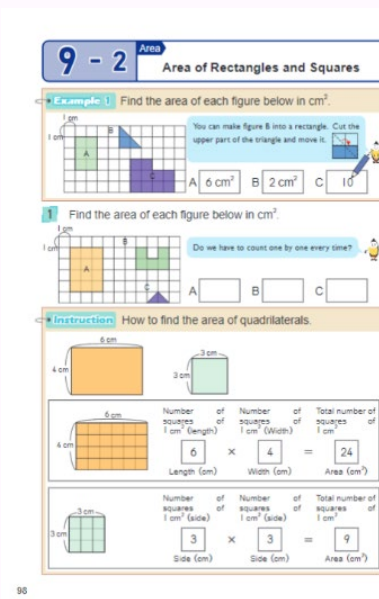 Area
9 - 2
Area of Rectangles and Squares
Example 1 Find the area of each figure below in cm².
1 cm
1 cm
A
B
C
You can make figure B into a rectangle. Cut the
upper part of the triangle and move it.
A 6 cm² B 2 cm² C 10
1 Find the area of each figure below in cm².
1 cm
1 cm
A
B
C
Do we have to count one by one every time?
A B C
Instruction How to find the area of quadrilaterals.
6 cm
4 cm
3 cm
3 cm
6 cm
4 cm
Number of squares of 1 cm² (length)
Number of squares of 1 cm² (Width)
Total number of squares of 1 cm²
6 × 4 = 24
Length (cm) Width (cm) Area (cm²)
3 cm
3 cm
Number of squares of 1 cm² (side)
Number of squares of 1 cm² (side)
Total number of squares of 1 cm²
3 × 3 = 9
Side (cm) Side (cm) Area (cm²)
98